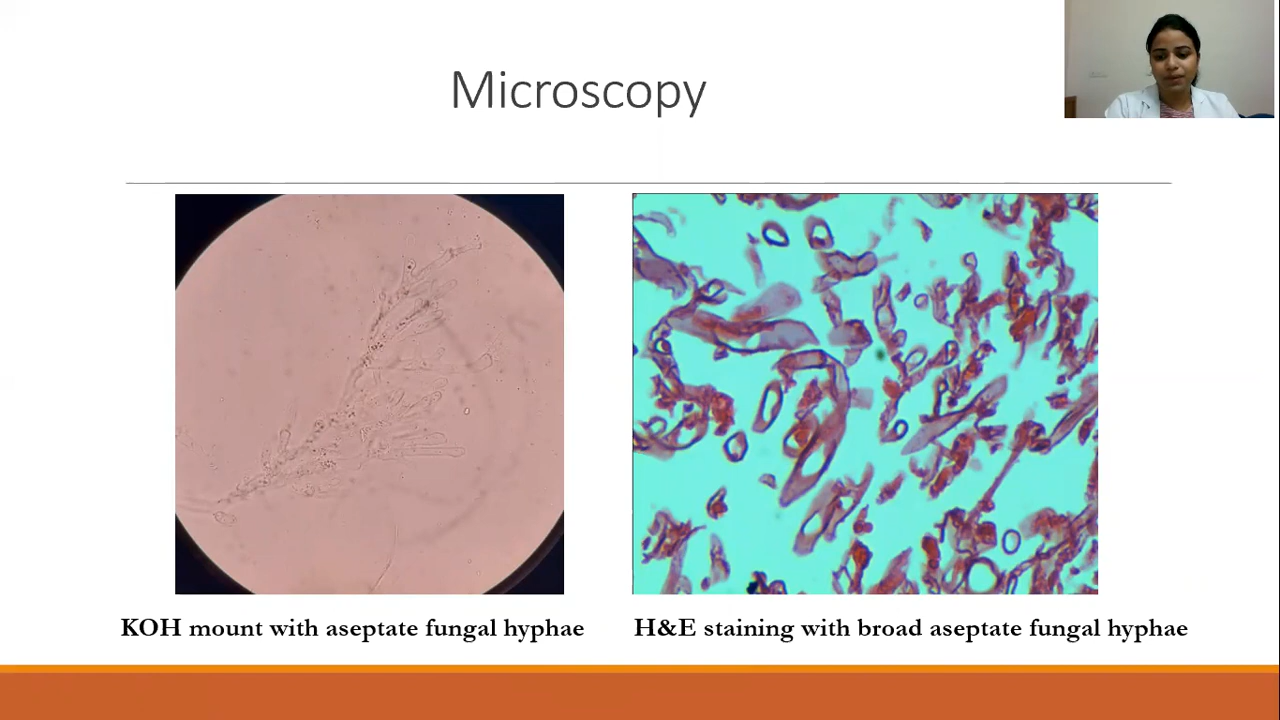 Microscopy
KOH mount with aseptate fungal hyphae
H&E staining with broad aseptate fungal hyphae